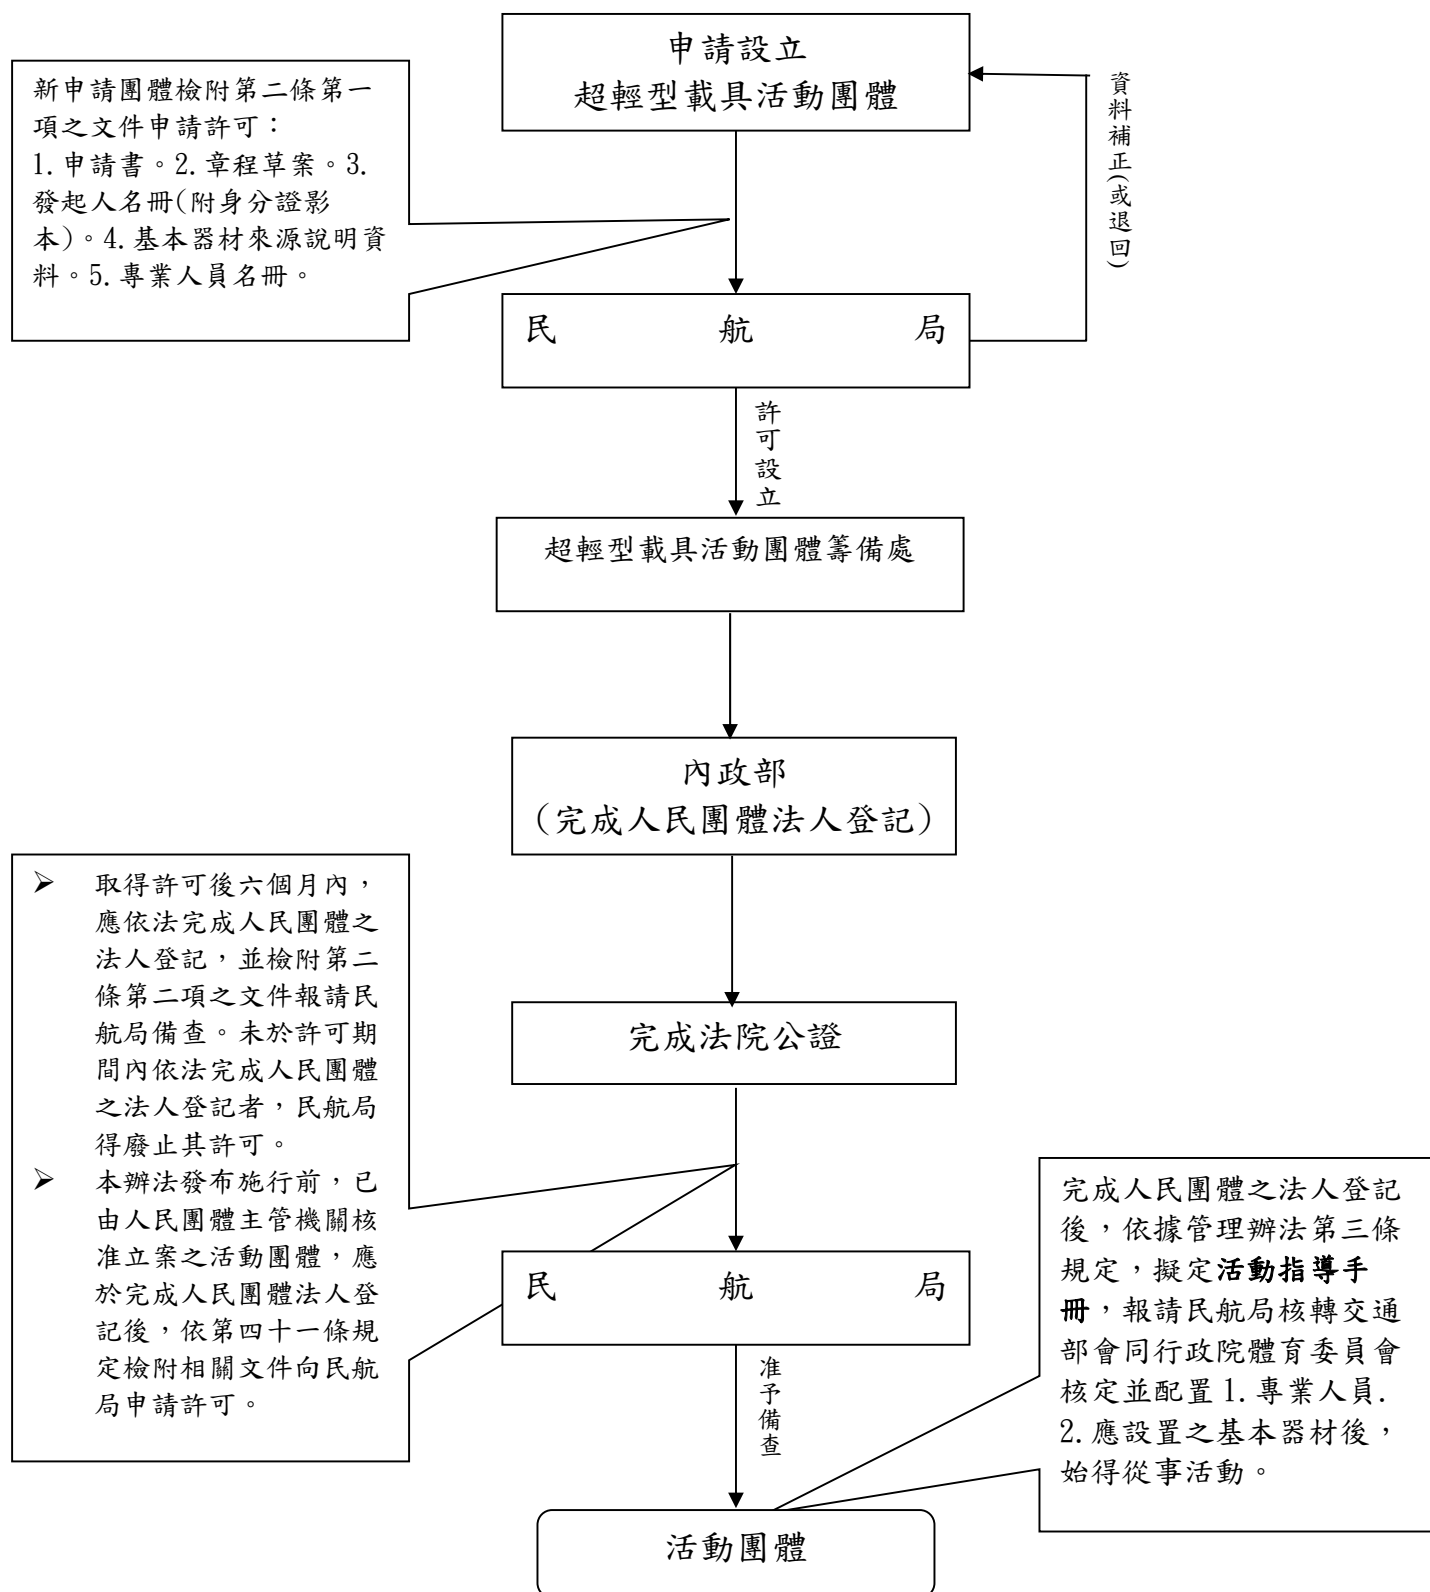 申請設立
超輕型載具活動團體
新申請團體檢附第二條第一
項之文件申請許可：
1.申請書。2.章程草案。3.
發起人名冊(附身分證影
本)。4.基本器材來源說明資
料。5.專業人員名冊。
資料補正(或退回)
民航局
許可設立
超輕型載具活動團體籌備處
內政部
(完成人民團體法人登記)
➢ 取得許可後六個月內，
應依法完成人民團體之
法人登記，並檢附第二
條第二項之文件報請民
航局備查。未於許可期
間內依法完成人民團體
之法人登記者，民航局
得廢止其許可。
➢ 本辦法發布施行前，已
由人民團體主管機關核
准立案之活動團體，應
於完成人民團體法人登
記後，依第四十一條規
定檢附相關文件向民航
局申請許可。
完成法院公證
民航局
准予備查
完成人民團體之法人登記
後，依據管理辦法第三條
規定，擬定活動指導手
冊，報請民航局核轉交通
部會同行政院體育委員會
核定並配置1.專業人員.
2.應設置之基本器材後，
始得從事活動。
活動團體